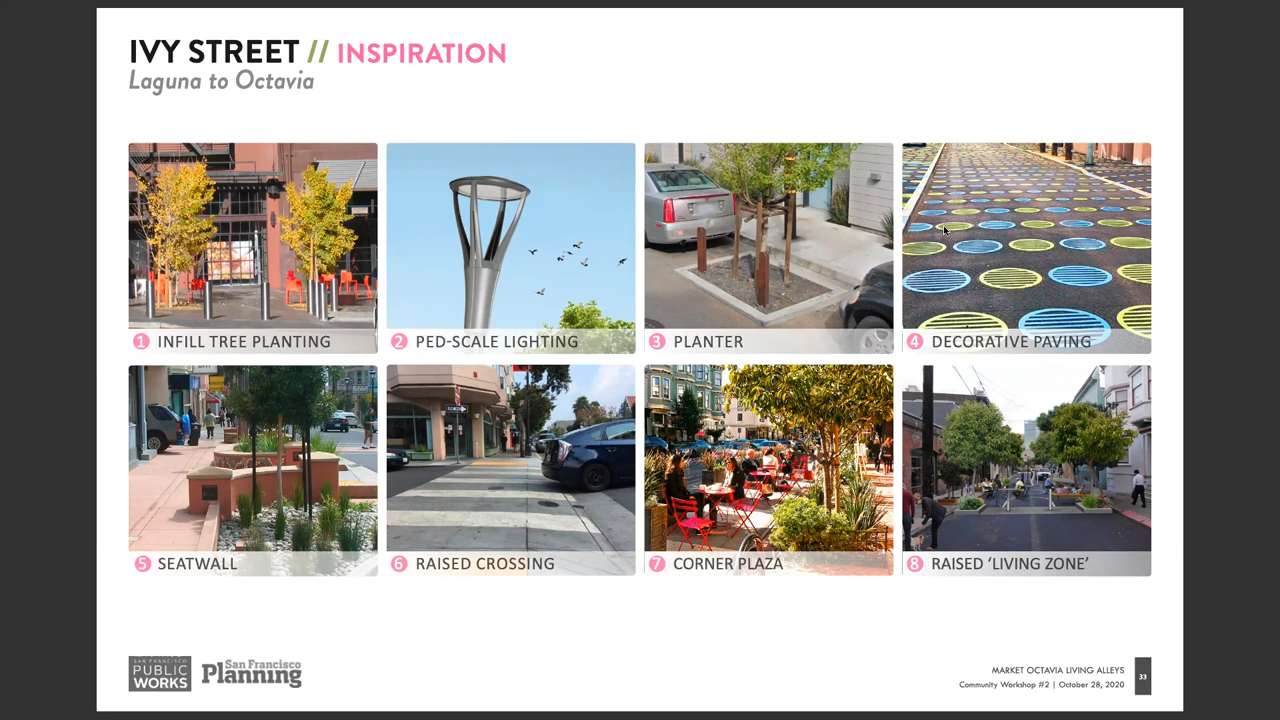 IVY STREET // INSPIRATION
Laguna to Octavia
1 INFILL TREE PLANTING
2 PED-SCALE LIGHTING
3 PLANTER
4 DECORATIVE PAVING
5 SEATWALL
6 RAISED CROSSING
7 CORNER PLAZA
8 RAISED ‘LIVING ZONE’
SAN FRANCISCO
PUBLIC
WORKS
San Francisco
Planning
MARKET OCTAVIA LIVING ALLEYS
Community Workshop #2 | October 28, 2020
33